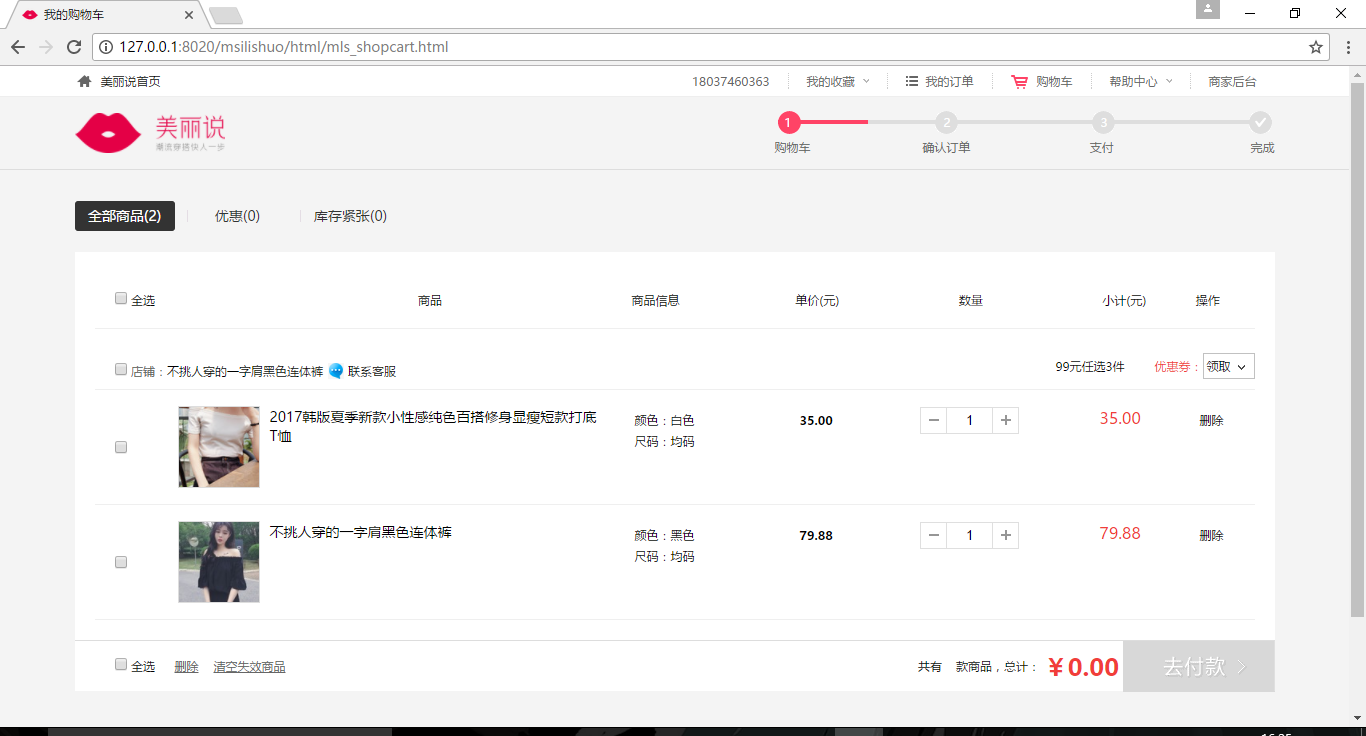 我的购物车
127.0.0.1:8020/msilishuo/html/mls_shopcart.html
美丽说首页 18037460363 我的收藏 我的订单 购物车 帮助中心 商家后台
美丽说
潮流穿搭快人一步
1 2 3
购物车 确认订单 支付 完成
全部商品(2) 优惠(0) 库存紧张(0)
全选 商品 商品信息 单价(元) 数量 小计(元) 操作
店铺：不挑人穿的一字肩黑色连体裤 联系客服 99元任选3件 优惠券： 领取
2017韩版夏季新款小性感纯色百搭修身显瘦短款打底
T恤
颜色：白色
尺码：均码
35.00 1 35.00 删除
不挑人穿的一字肩黑色连体裤
颜色：黑色
尺码：均码
79.88 1 79.88 删除
全选 删除 清空失效商品 共有 款商品，总计： ￥0.00 去付款